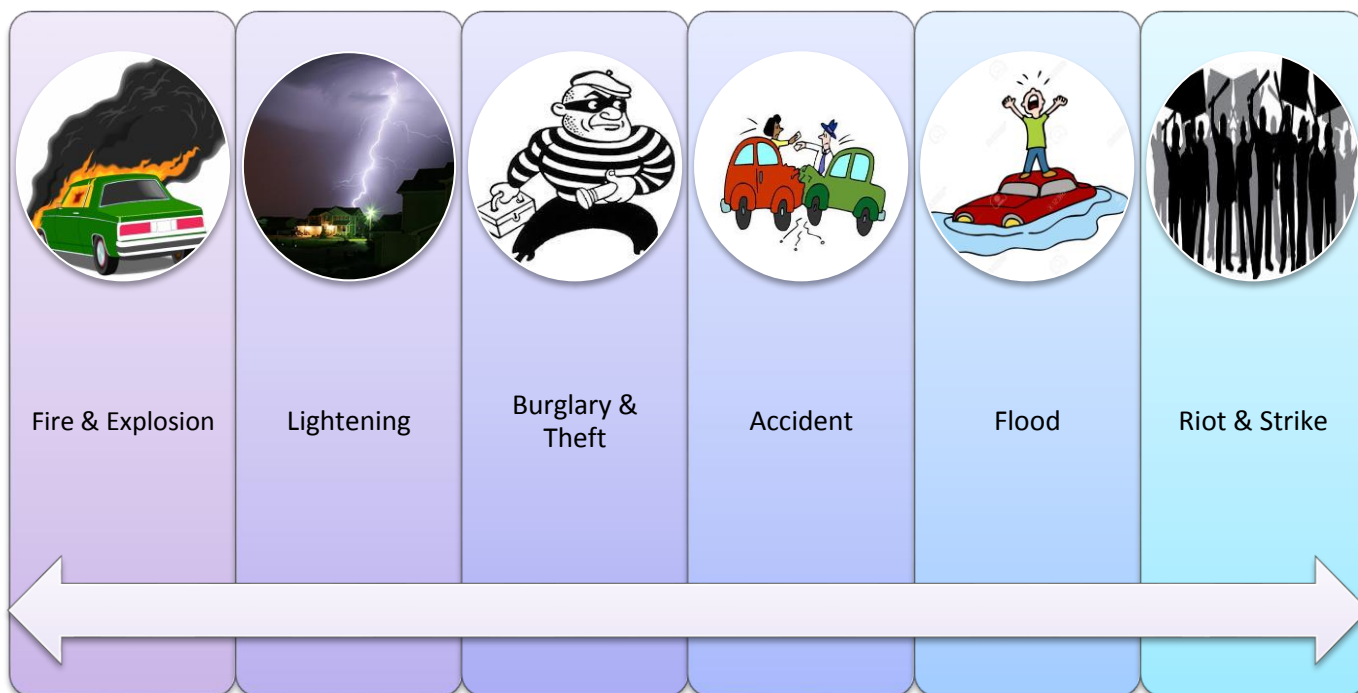 Fire & Explosion
Lightening
Burglary &
Theft
Accident
Flood
Riot & Strike